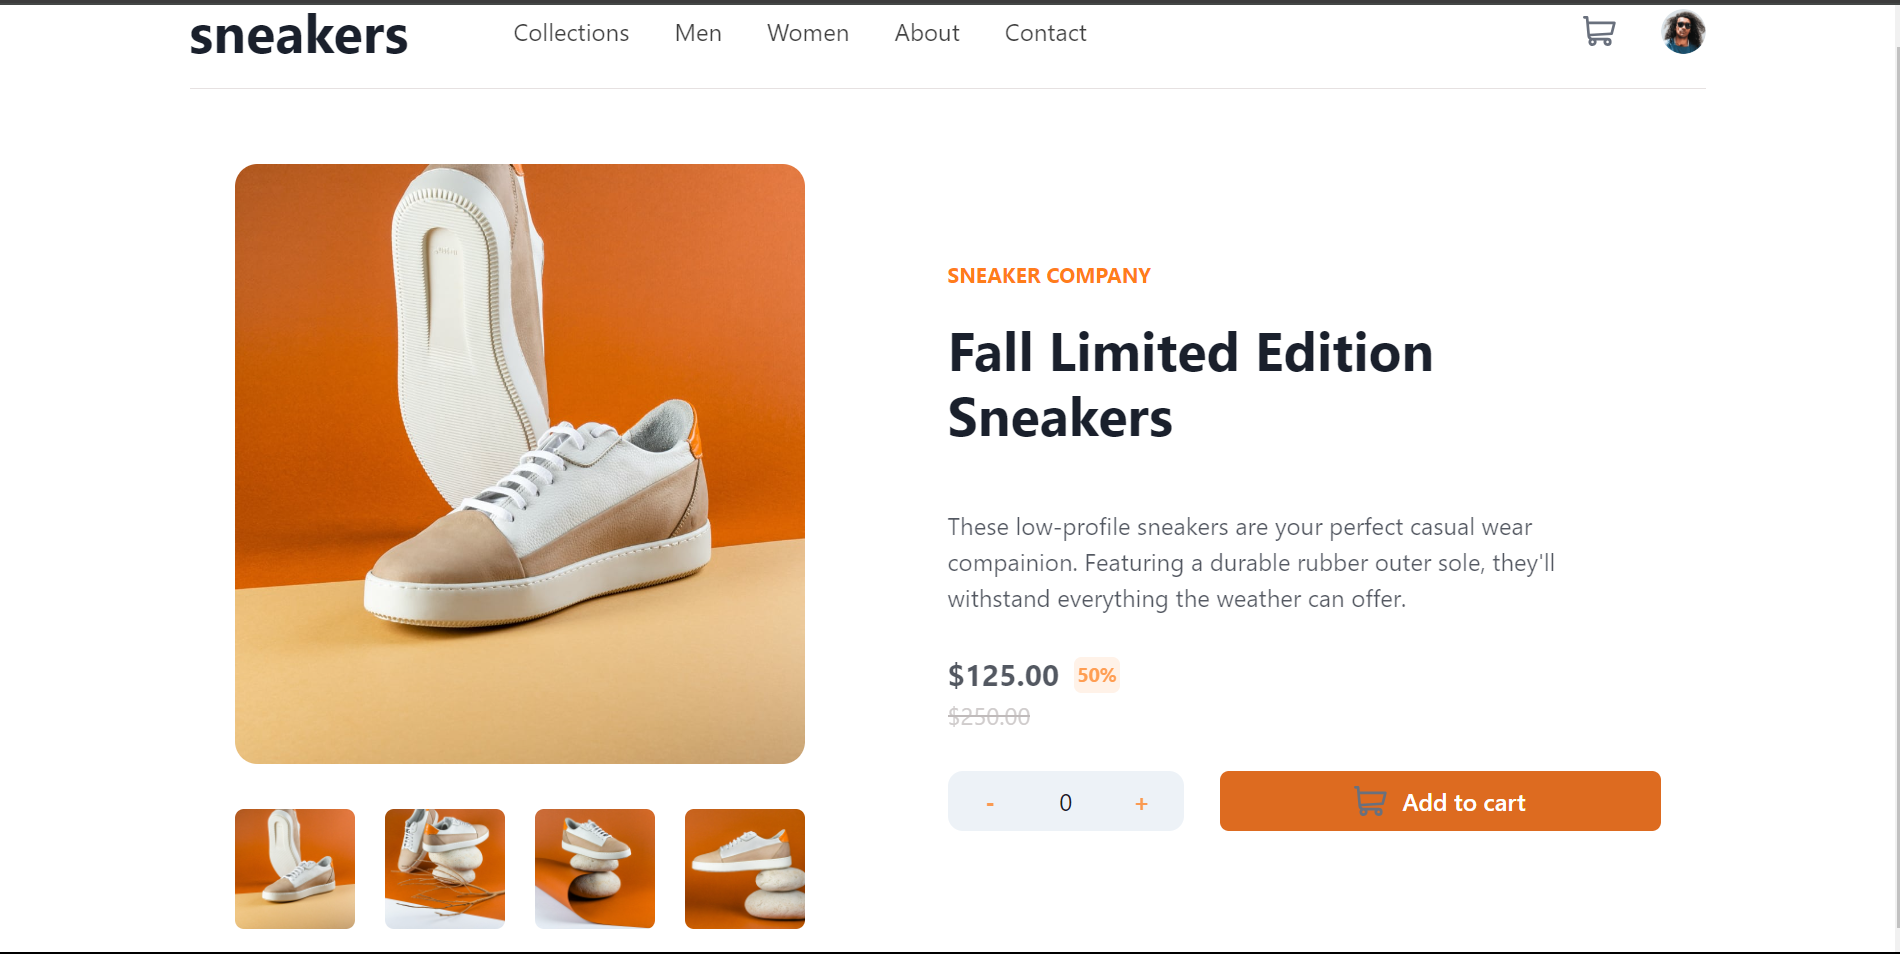 sneakers
Collections Men Women About Contact
SNEAKER COMPANY
Fall Limited Edition
Sneakers
These low-profile sneakers are your perfect casual wear
compainion. Featuring a durable rubber outer sole, they'll
withstand everything the weather can offer.
$125.00 50%
$250.00
- 0 + Add to cart